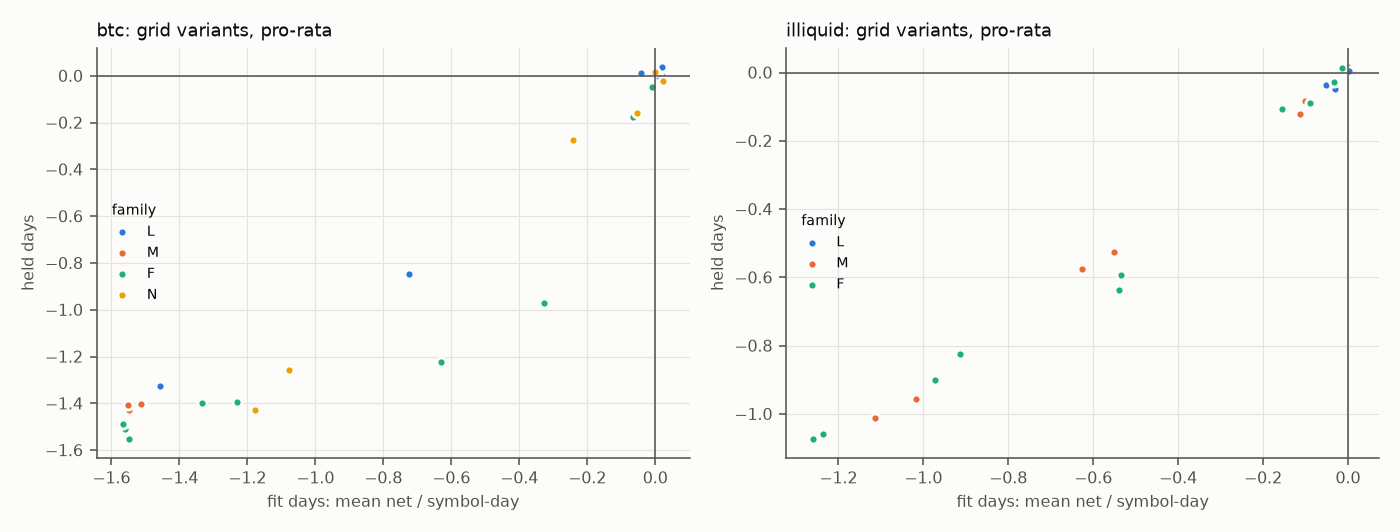 btc: grid variants, pro-rata
0.0
−0.2
−0.4
−0.6
−0.8
−1.0
−1.2
−1.4
−1.6
held days
family
L
M
F
N
−1.6 −1.4 −1.2 −1.0 −0.8 −0.6 −0.4 −0.2 0.0
fit days: mean net / symbol-day
illiquid: grid variants, pro-rata
0.0
−0.2
−0.4
−0.6
−0.8
−1.0
held days
family
L
M
F
−1.2 −1.0 −0.8 −0.6 −0.4 −0.2 0.0
fit days: mean net / symbol-day